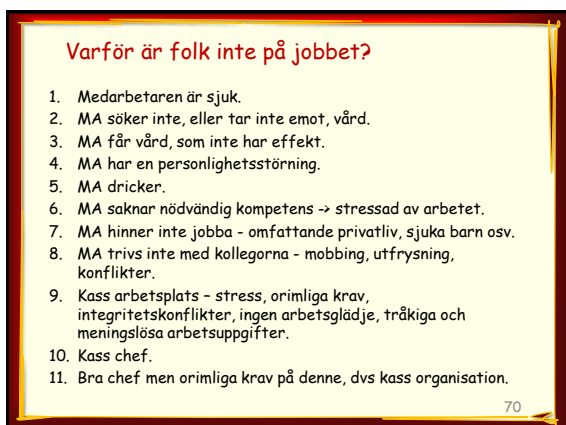 Varför är folk inte på jobbet?
1. Medarbetaren är sjuk.
2. MA söker inte, eller tar inte emot, vård.
3. MA får vård, som inte har effekt.
4. MA har en personlighetsstörning.
5. MA dricker.
6. MA saknar nödvändig kompetens -> stressad av arbetet.
7. MA hinner inte jobba - omfattande privatliv, sjuka barn osv.
8. MA trivs inte med kollegorna - mobbing, utfrysning,
konflikter.
9. Kass arbetsplats – stress, orimliga krav,
integritetskonflikter, ingen arbetsglädje, tråkiga och
meningslösa arbetsuppgifter.
10. Kass chef.
11. Bra chef men orimliga krav på denne, dvs kass organisation.
70